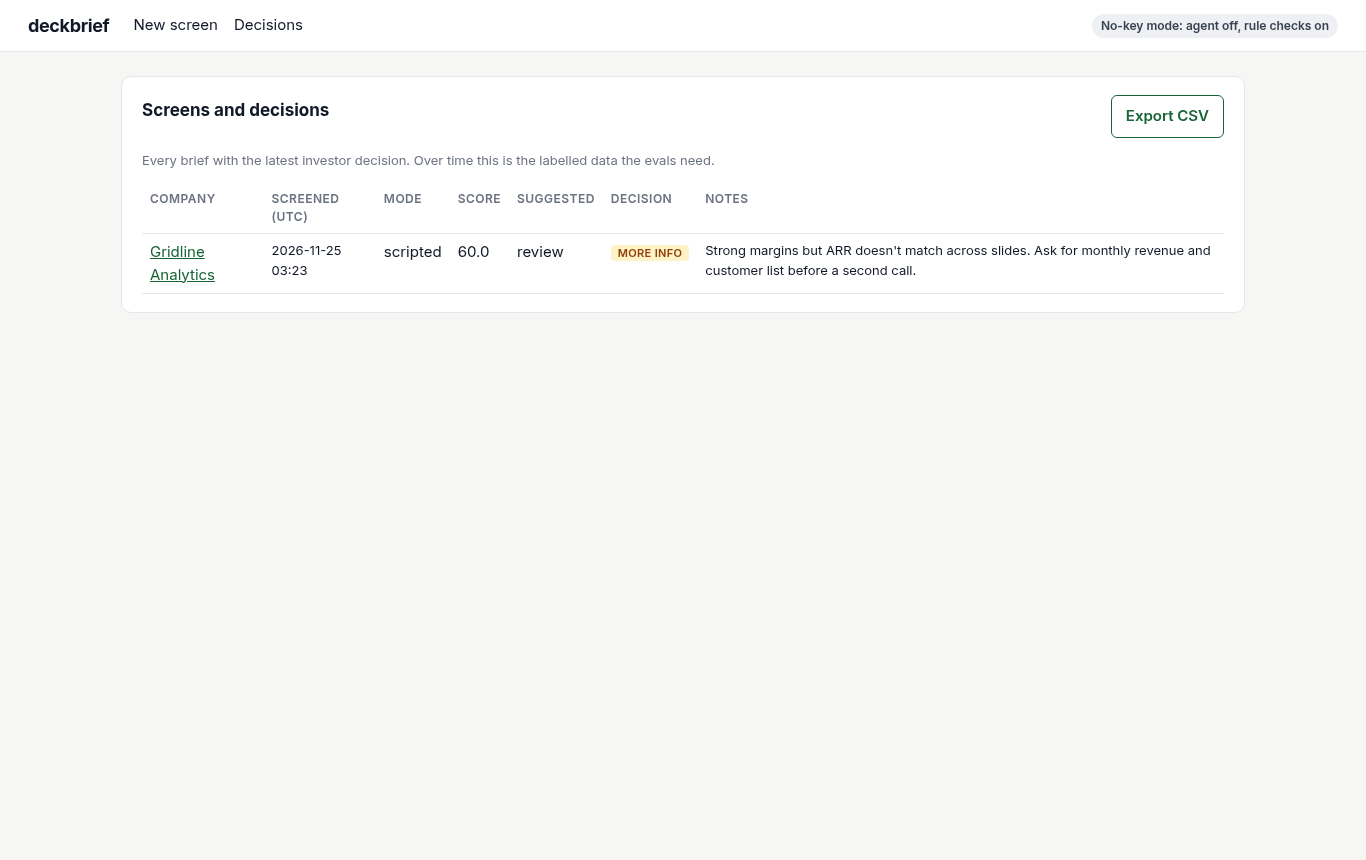 deckbrief New screen Decisions No-key mode: agent off, rule checks on
Screens and decisions
Export CSV
Every brief with the latest investor decision. Over time this is the labelled data the evals need.
COMPANY SCREENED (UTC) MODE SCORE SUGGESTED DECISION NOTES
Gridline Analytics 2026-11-25 03:23 scripted 60.0 review MORE INFO Strong margins but ARR doesn't match across slides. Ask for monthly revenue and customer list before a second call.